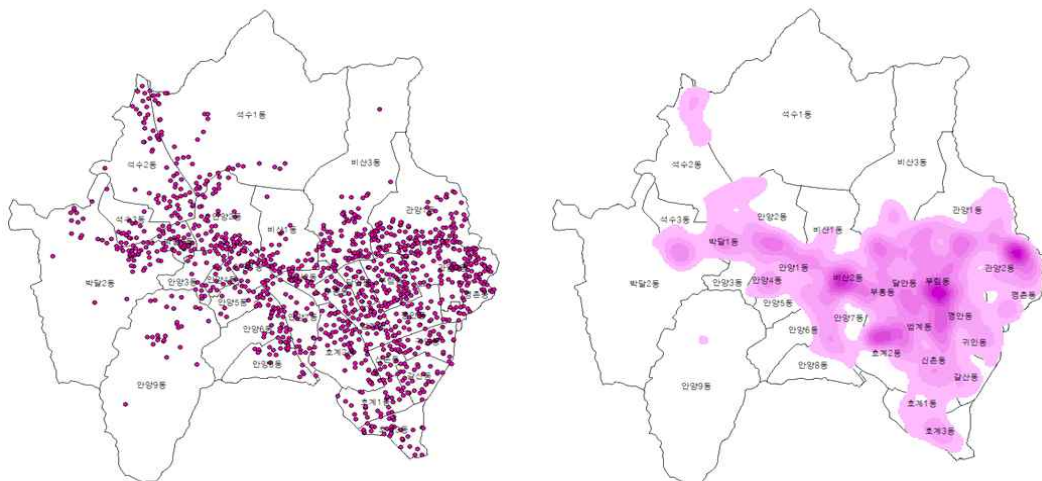 석수1동
석수2동
비산3동
관양1동
석수3동
안양2동
비산1동
박달2동
안양3동
안양5동
안양6동
호계2동
안양9동
호계1동
호계3동
석수1동
석수2동
비산3동
관양1동
석수3동
안양2동
박달1동
비산1동
안양1동
관양2동
박달2동
안양3동
안양4동
비산2동
부흥동
달안동
부림동
평촌동
안양5동
안양6동
안양7동
범계동
평안동
귀인동
호계2동
신촌동
안양8동
갈산동
안양9동
호계1동
호계3동